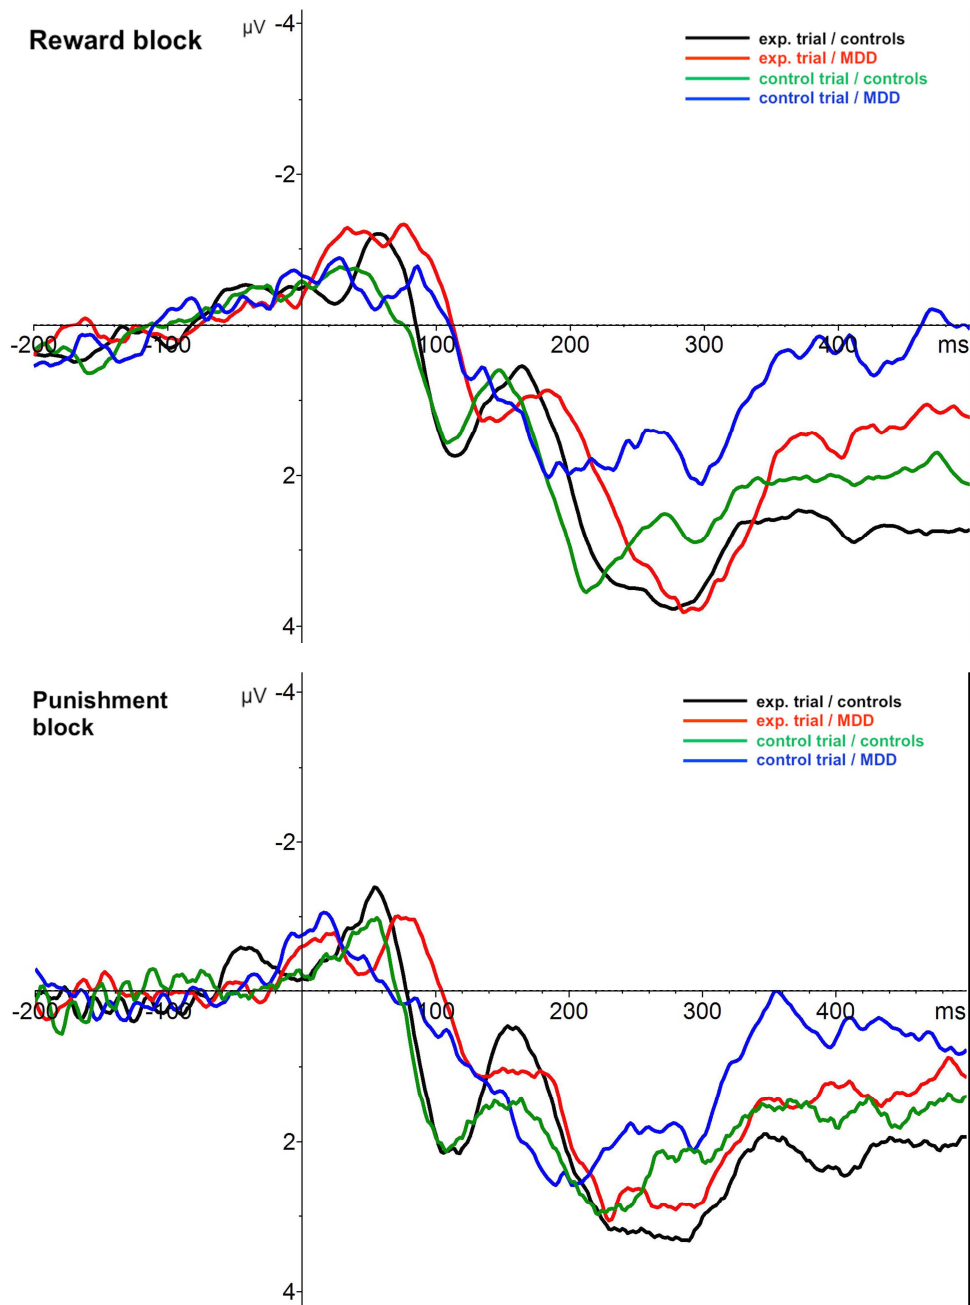 Reward block
µV
-4
exp. trial / controls
exp. trial / MDD
control trial / controls
control trial / MDD
-2
-200 -100 100 200 300 400 ms
2
4
Punishment
block
µV
-4
exp. trial / controls
exp. trial / MDD
control trial / controls
control trial / MDD
-2
-200 -100 100 200 300 400 ms
2
4